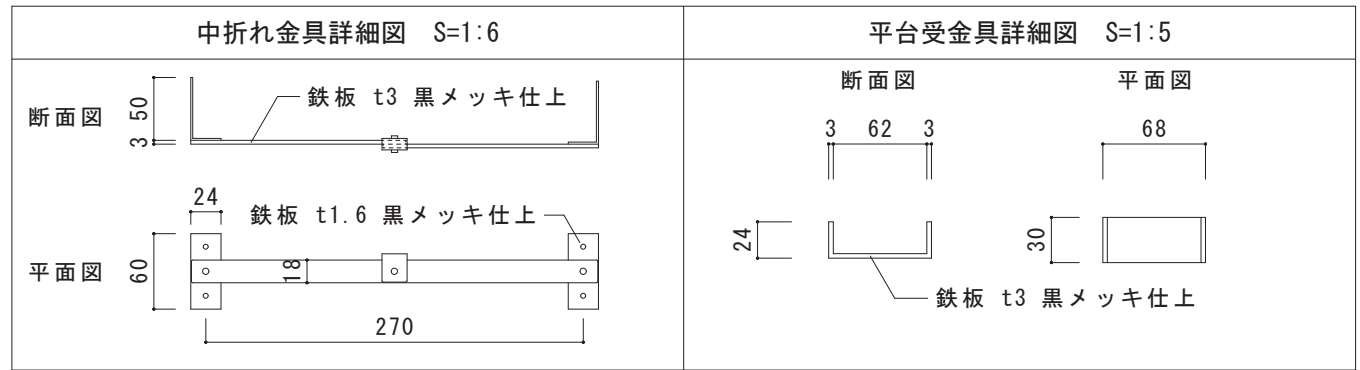 中折れ金具詳細図 S=1:6
断面図
50
3
鉄板 t3 黒メッキ仕上
24
鉄板 t1.6 黒メッキ仕上
平面図
60
18
270
平台受金具詳細図 S=1:5
断面図
平面図
3 62 3
68
24
30
鉄板 t3 黒メッキ仕上